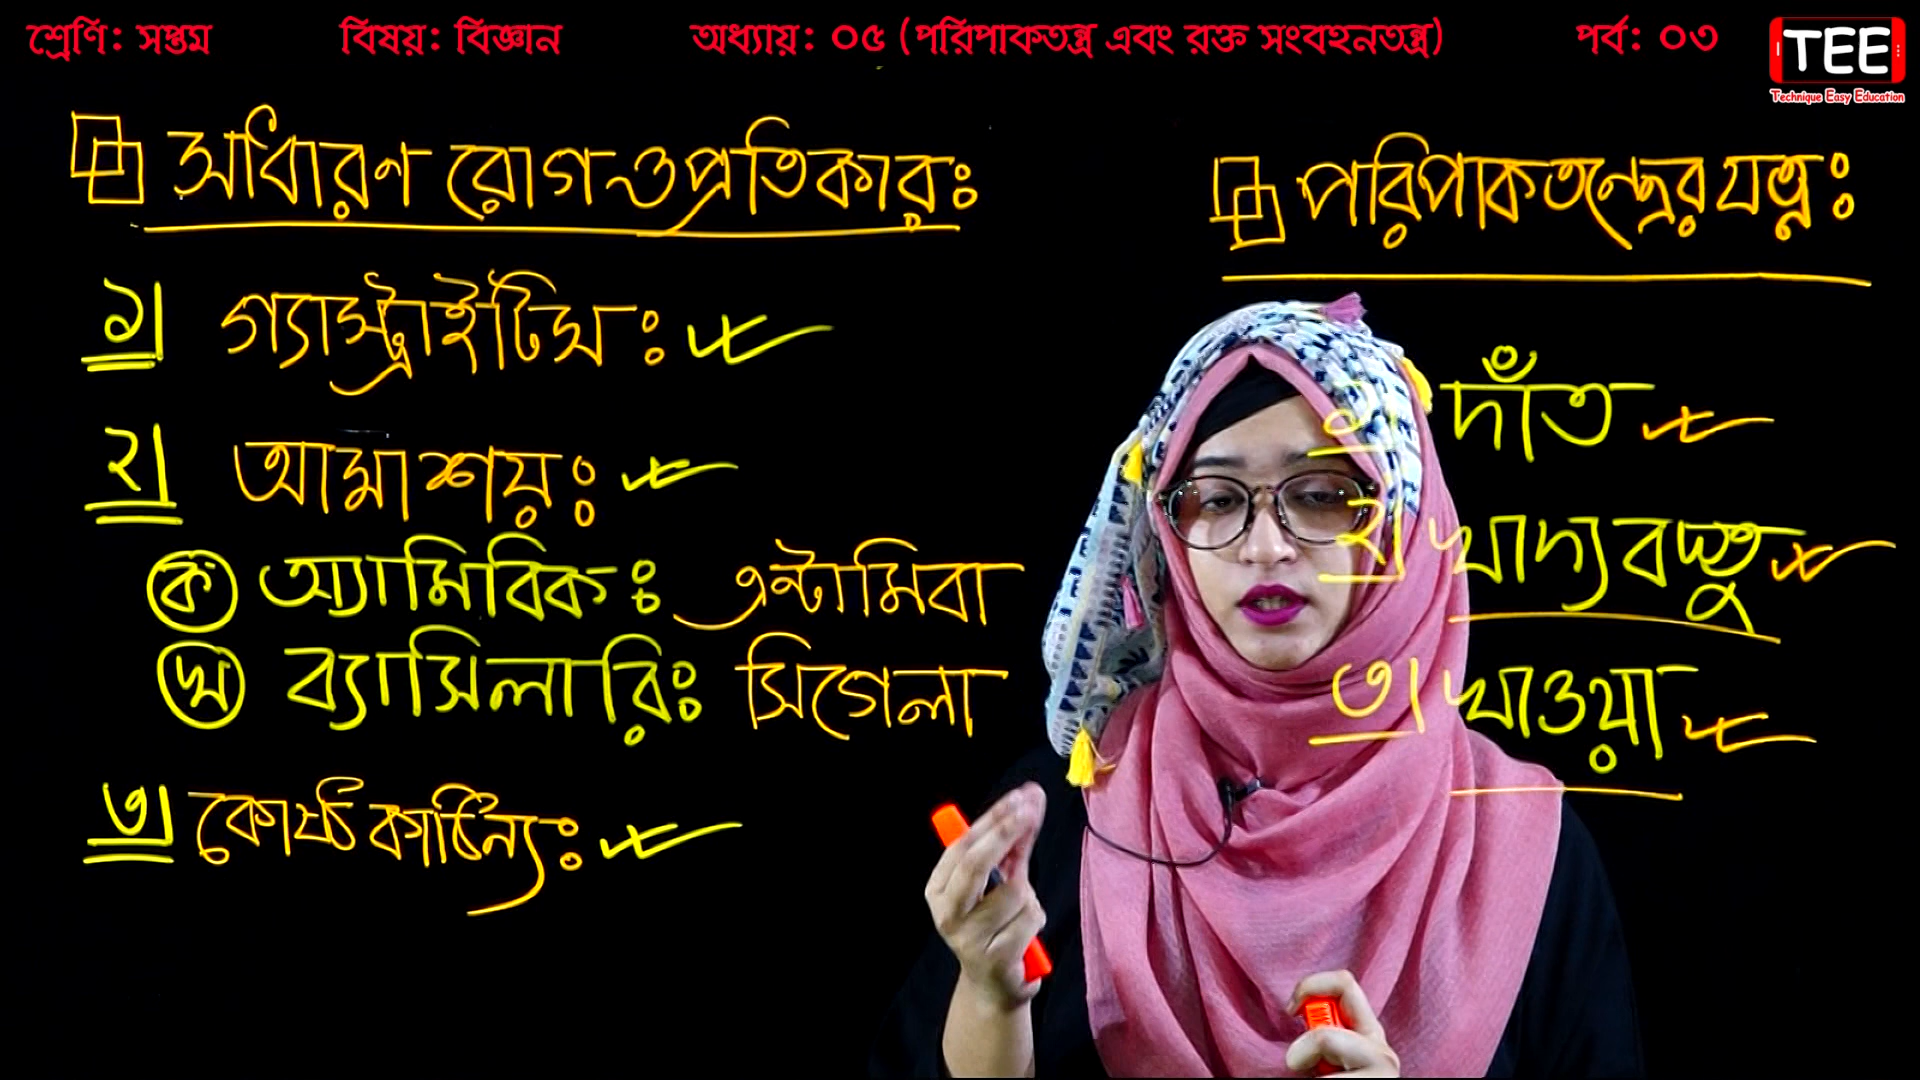 শ্রেণি: সপ্তম বিষয়: বিজ্ঞান অধ্যায়: ০৫ (পরিপাকতন্ত্র এবং রক্ত সংবহনতন্ত্র) পর্ব: ০৩
TEE
Technique Easy Education
সাধারণ রোগ ও প্রতিকারঃ
১। গ্যাস্ট্রাইটিসঃ
২। আমাশয়ঃ
ক অ্যামিবিকঃ এন্টামিবা
খ ব্যাসিলারিঃ সিগেলা
৩। কোষ্ঠকাঠিন্যঃ
পরিপাকতন্ত্রের যত্নঃ
১। দাঁত
২। খাদ্যবস্তু
৩। খাওয়া